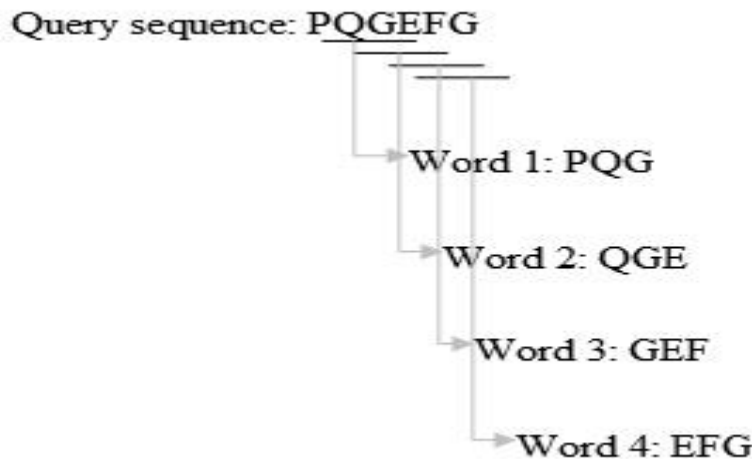 Query sequence: PQGEFG
Word 1: PQG
Word 2: QGE
Word 3: GEF
Word 4: EFG